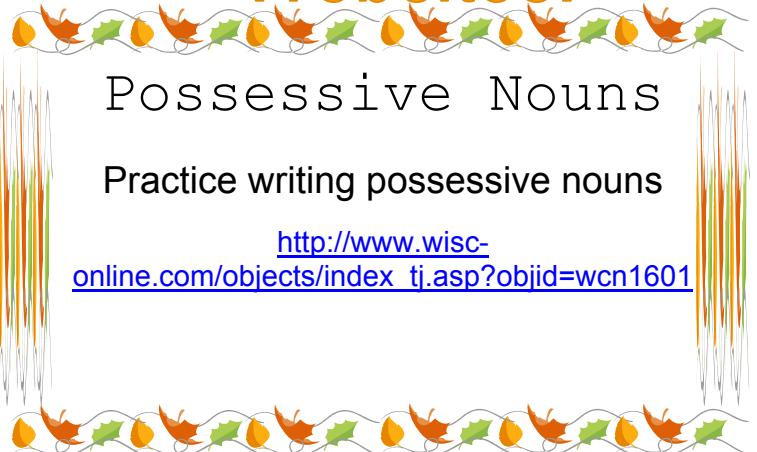 Possessive Nouns
Practice writing possessive nouns
http://www.wisc-
online.com/objects/index_tj.asp?objid=wcn1601